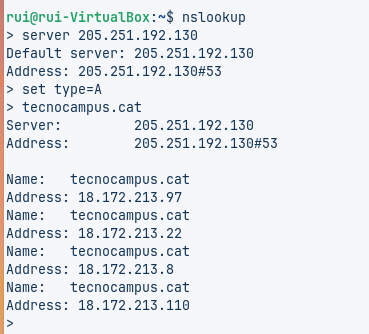 rui@rui-VirtualBox:~$ nslookup
> server 205.251.192.130
Default server: 205.251.192.130
Address: 205.251.192.130#53
> set type=A
> tecnocampus.cat
Server:         205.251.192.130
Address:        205.251.192.130#53

Name:   tecnocampus.cat
Address: 18.172.213.97
Name:   tecnocampus.cat
Address: 18.172.213.22
Name:   tecnocampus.cat
Address: 18.172.213.8
Name:   tecnocampus.cat
Address: 18.172.213.110
>